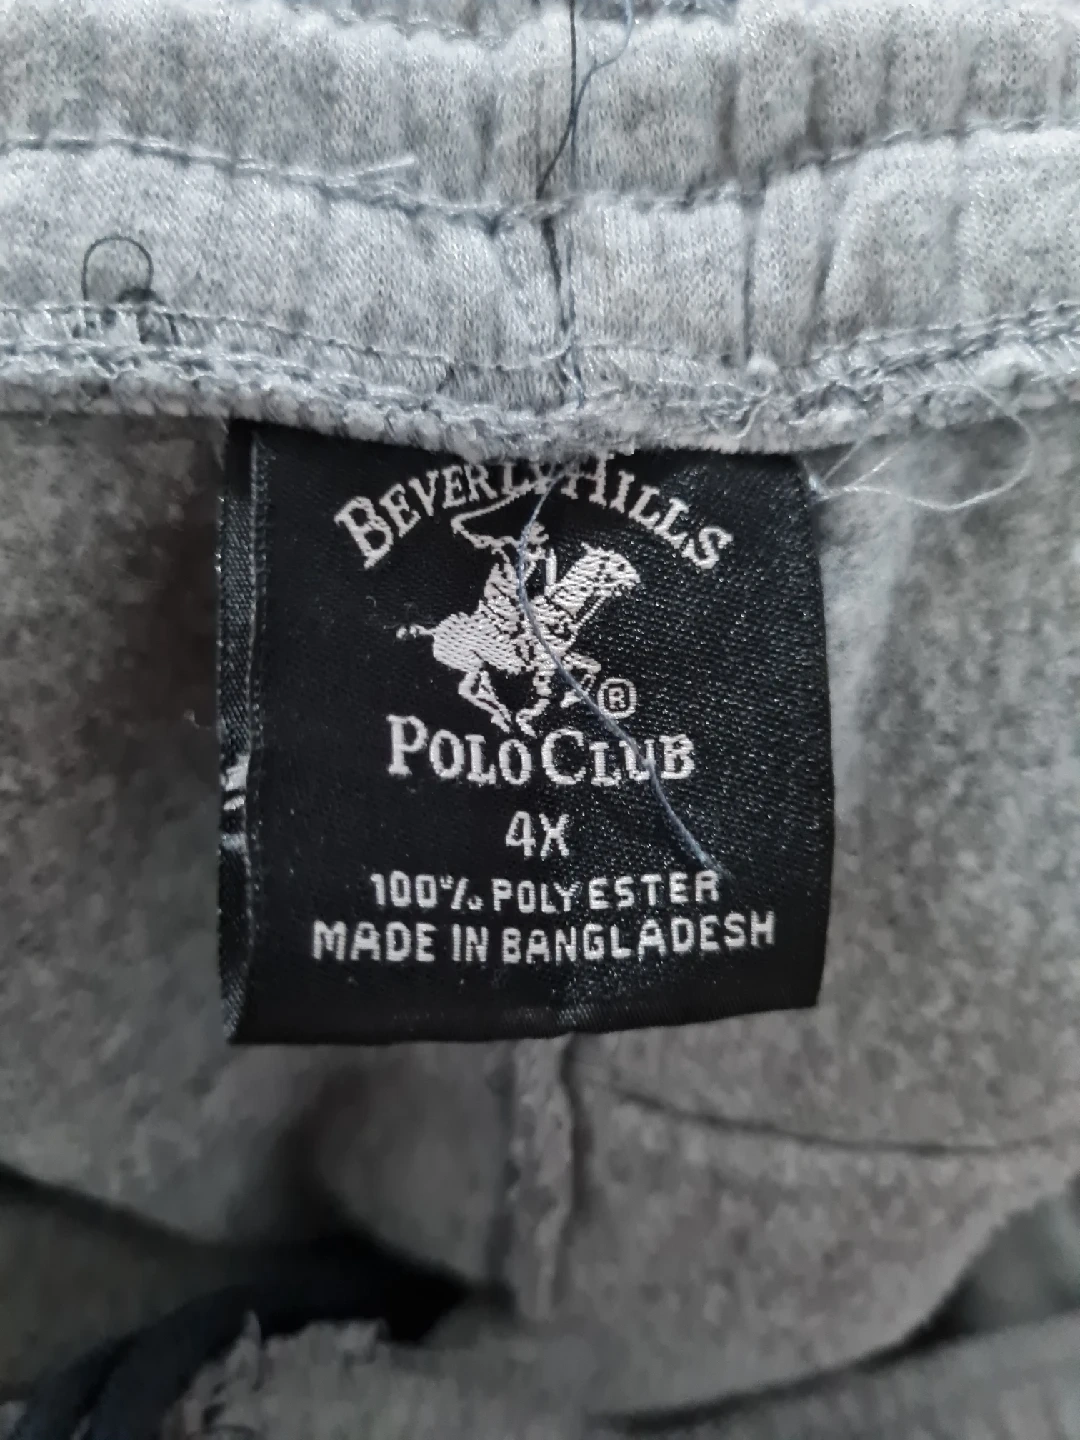 BEVERLY HILLS
®
POLO CLUB
4X
100% POLYESTER
MADE IN BANGLADESH